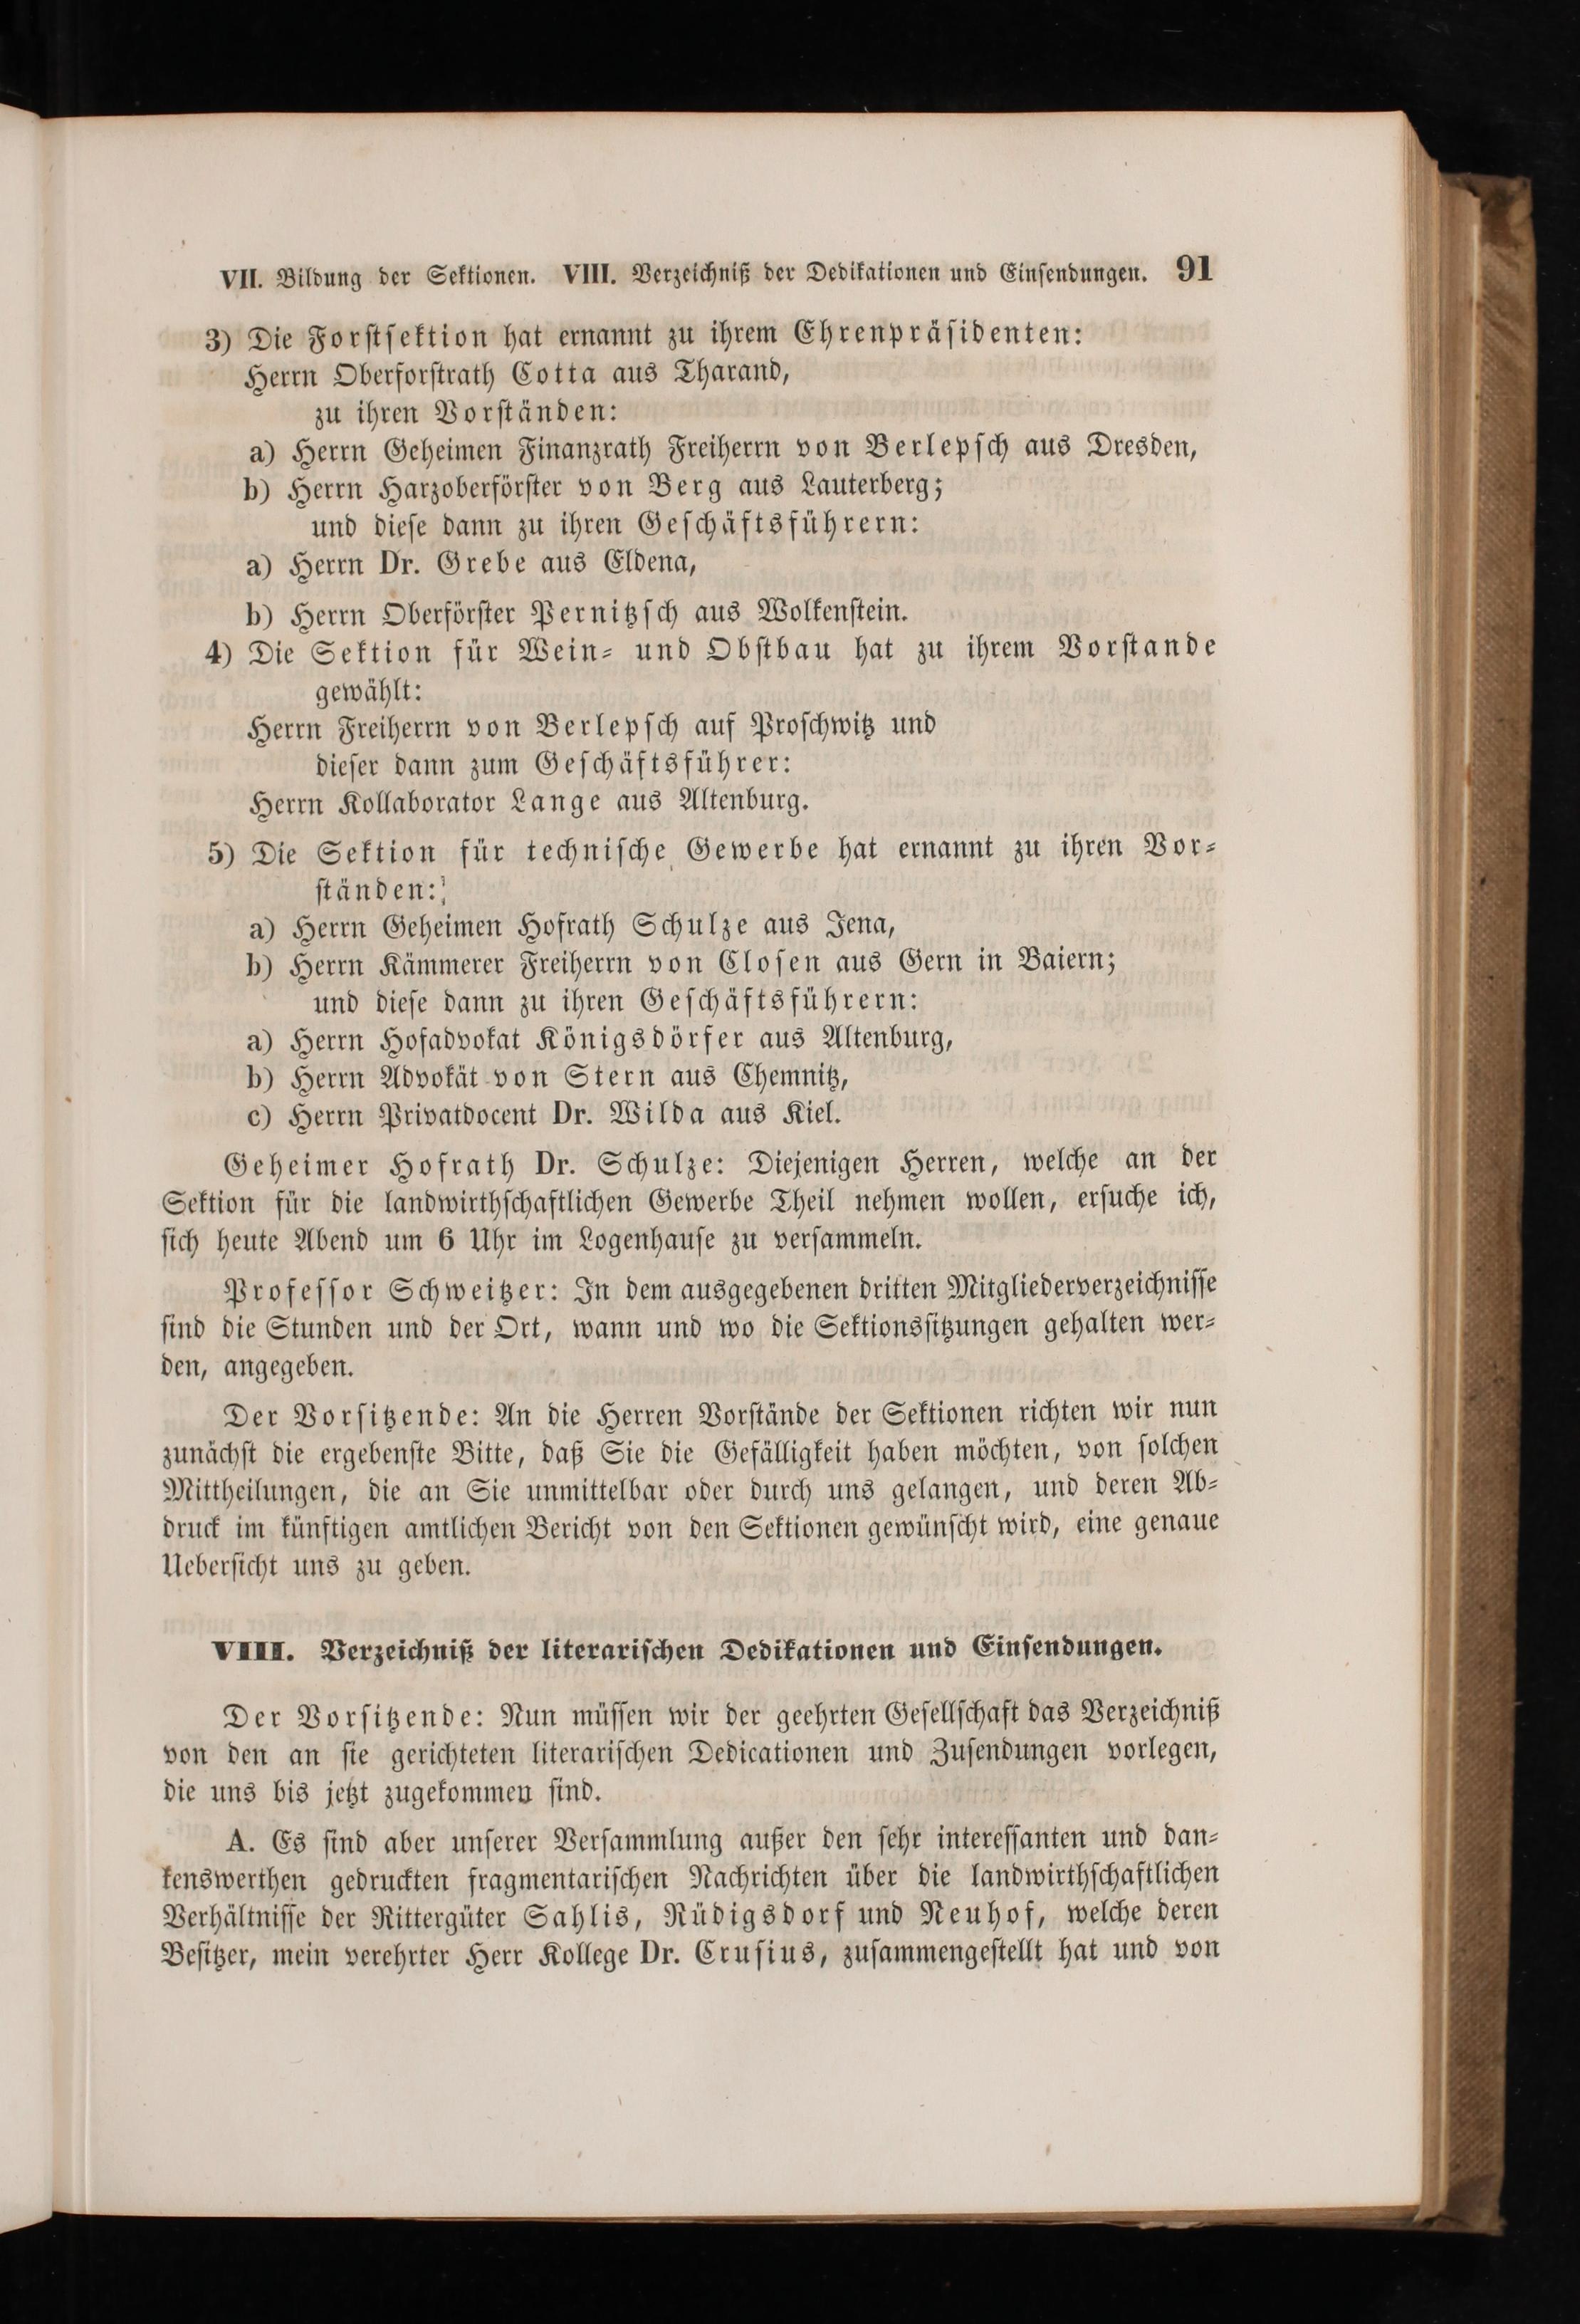 VII. Bildung der Sektionen. VIII. Verzeichniß der Dedikationen und Einsendungen. 91
3) Die Forstsektion hat ernannt zu ihrem Ehrenpräsidenten:
Herrn Oberforstrath Cotta aus Tharand,
zu ihren Vorständen:
a) Herrn Geheimen Finanzrath Freiherrn von Berlepsch aus Dresden,
b) Herrn Harzoberförster von Berg aus Lauterberg;
und diese dann zu ihren Geschäftsführern:
a) Herrn Dr. Grebe aus Eldena,
b) Herrn Oberförster Pernitzsch aus Wolkenstein.
4) Die Sektion für Wein- und Obstbau hat zu ihrem Vorstande
gewählt:
Herrn Freiherrn von Berlepsch auf Proschwitz und
dieser dann zum Geschäftsführer:
Herrn Kollaborator Lange aus Altenburg.
5) Die Sektion für technische Gewerbe hat ernannt zu ihren Vor-
ständen:
a) Herrn Geheimen Hofrath Schulze aus Jena,
b) Herrn Kämmerer Freiherrn von Closen aus Gern in Baiern;
und diese dann zu ihren Geschäftsführern:
a) Herrn Hofadvokat Königsdörfer aus Altenburg,
b) Herrn Advokät von Stern aus Chemnitz,
c) Herrn Privatdocent Dr. Wilda aus Kiel.
Geheimer Hofrath Dr. Schulze: Diejenigen Herren, welche an der
Sektion für die landwirthschaftlichen Gewerbe Theil nehmen wollen, ersuche ich,
sich heute Abend um 6 Uhr im Logenhause zu versammeln.
Professor Schweitzer: In dem ausgegebenen dritten Mitgliederverzeichnisse
sind die Stunden und der Ort, wann und wo die Sektionssitzungen gehalten wer-
den, angegeben.
Der Vorsitzende: An die Herren Vorstände der Sektionen richten wir nun
zunächst die ergebenste Bitte, daß Sie die Gefälligkeit haben möchten, von solchen
Mittheilungen, die an Sie unmittelbar oder durch uns gelangen, und deren Ab-
druck im künftigen amtlichen Bericht von den Sektionen gewünscht wird, eine genaue
Uebersicht uns zu geben.
VIII. Verzeichniß der literarischen Dedikationen und Einsendungen.
Der Vorsitzende: Nun müssen wir der geehrten Gesellschaft das Verzeichniß
von den an sie gerichteten literarischen Dedicationen und Zusendungen vorlegen,
die uns bis jetzt zugekommen sind.
A. Es sind aber unserer Versammlung außer den sehr interessanten und dan-
kenswerthen gedruckten fragmentarischen Nachrichten über die landwirthschaftlichen
Verhältnisse der Rittergüter Sahlis, Rüdigsdorf und Neuhof, welche deren
Besitzer, mein verehrter Herr Kollege Dr. Crusius, zusammengestellt hat und von